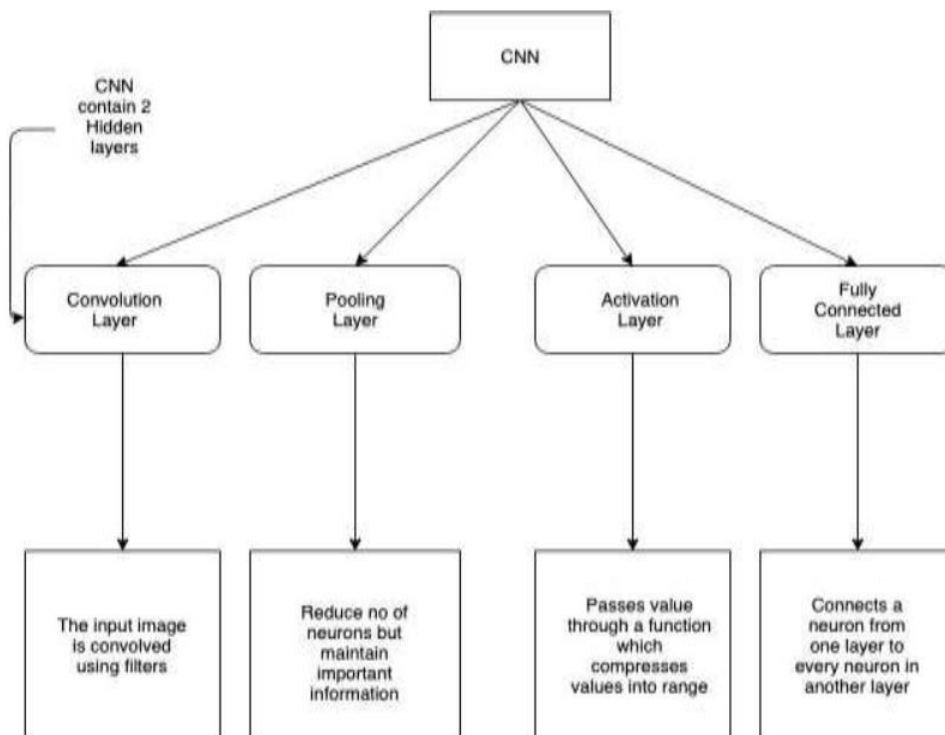 CNN
CNN
contain 2
Hidden
layers
Convolution
Layer
Pooling
Layer
Activation
Layer
Fully
Connected
Layer
The input image
is convolved
using filters
Reduce no of
neurons but
maintain
important
information
Passes value
through a function
which
compresses
values into range
Connects a
neuron from
one layer to
every neuron in
another layer